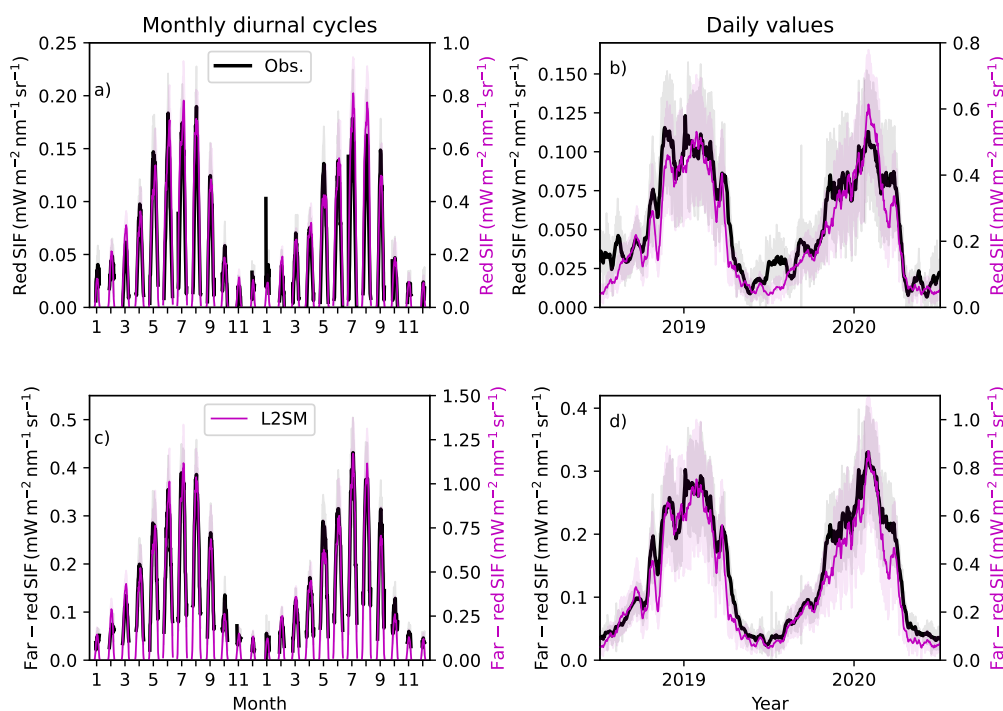 Monthly diurnal cycles
Daily values
Red SIF (mW m−2 nm−1 sr−1)
0.25
0.20
0.15
0.10
0.05
0.00
a)
Obs.
1 3 5 7 9 11 1 3 5 7 9 11
1.0
0.8
0.6
0.4
0.2
0.0
Red SIF (mW m−2 nm−1 sr−1)
Red SIF (mW m−2 nm−1 sr−1)
0.150
0.125
0.100
0.075
0.050
0.025
0.000
b)
2019 2020
0.8
0.6
0.4
0.2
0.0
Red SIF (mW m−2 nm−1 sr−1)
Far − red SIF (mW m−2 nm−1 sr−1)
0.5
0.4
0.3
0.2
0.1
0.0
c)
L2SM
1 3 5 7 9 11 1 3 5 7 9 11
Month
1.50
1.25
1.00
0.75
0.50
0.25
0.00
Far − red SIF (mW m−2 nm−1 sr−1)
Far − red SIF (mW m−2 nm−1 sr−1)
0.4
0.3
0.2
0.1
0.0
d)
2019 2020
Year
1.0
0.8
0.6
0.4
0.2
0.0
Far − red SIF (mW m−2 nm−1 sr−1)